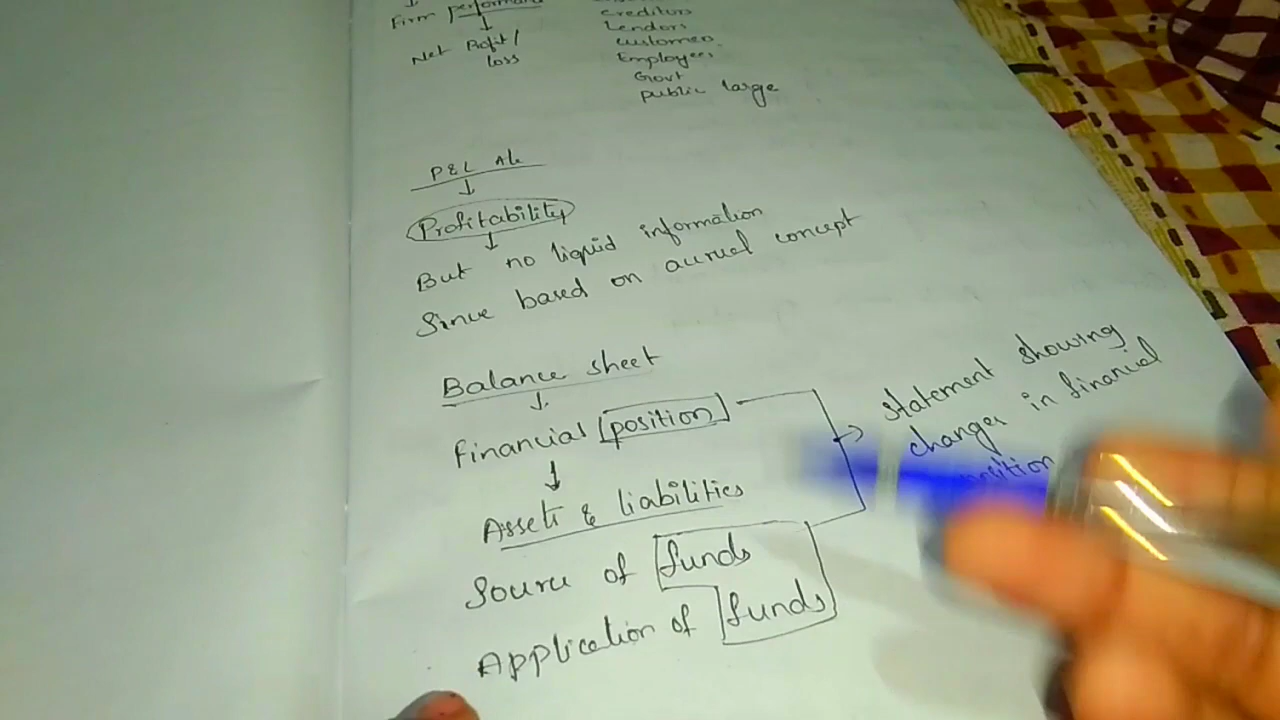 Firm performance
Net Profit/
loss
creditors
Lendors
customers.
Employees
Govt
public large
P&L A/c
Profitability
But no liquid information
Since based on accrual concept
Balance sheet
financial position
Assets & liabilities
Source of funds
Application of funds
statement showing
changes in financial
position